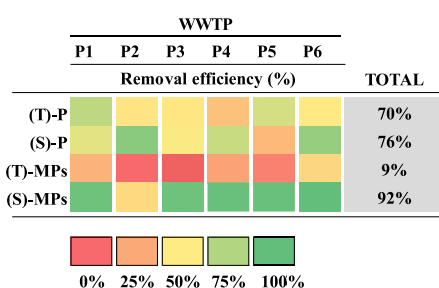 WWTP
P1 P2 P3 P4 P5 P6
Removal efficiency (%) TOTAL
(T)-P 70%
(S)-P 76%
(T)-MPs 9%
(S)-MPs 92%
0% 25% 50% 75% 100%